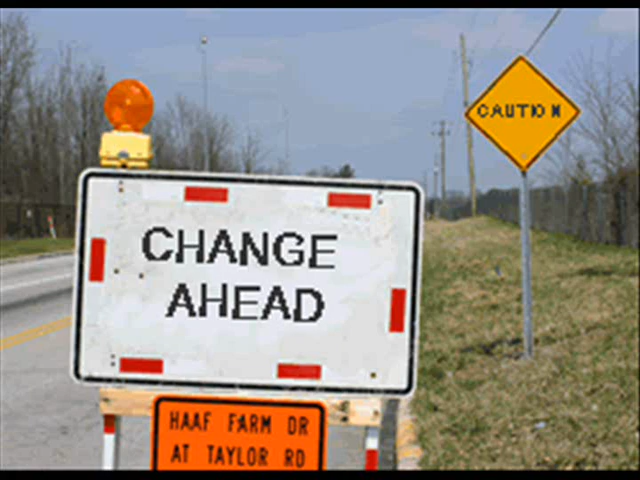 CAUTION
CHANGE
AHEAD
HAAF FARM DR
AT TAYLOR RD